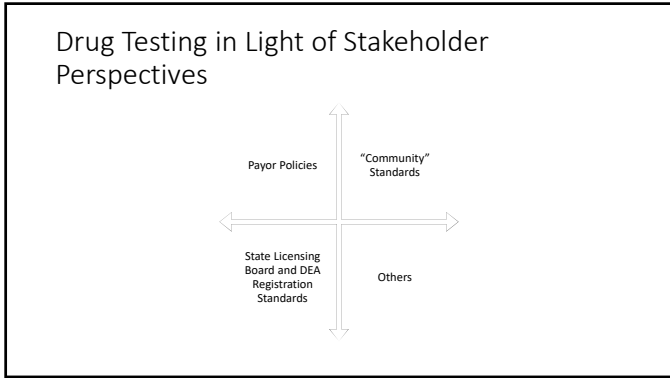 Drug Testing in Light of Stakeholder
Perspectives
Payor Policies
“Community”
Standards
State Licensing
Board and DEA
Registration
Standards
Others